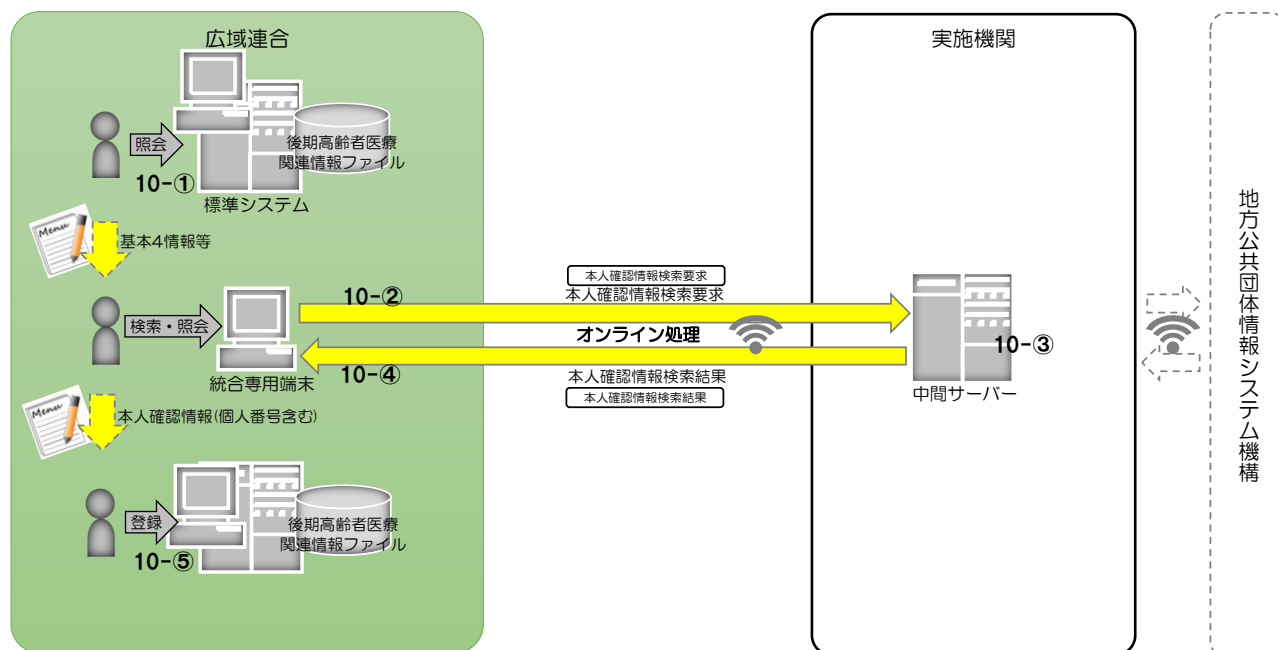 広域連合
照会
10-①
後期高齢者医療
関連情報ファイル
標準システム
Menu
基本4情報等
検索・照会
統合専用端末
10-②
本人確認情報検索要求
本人確認情報検索要求
オンライン処理
10-④
本人確認情報検索結果
本人確認情報検索結果
Menu
本人確認情報(個人番号含む)
登録
10-⑤
後期高齢者医療
関連情報ファイル
実施機関
10-③
中間サーバー
地方公共団体情報システム機構